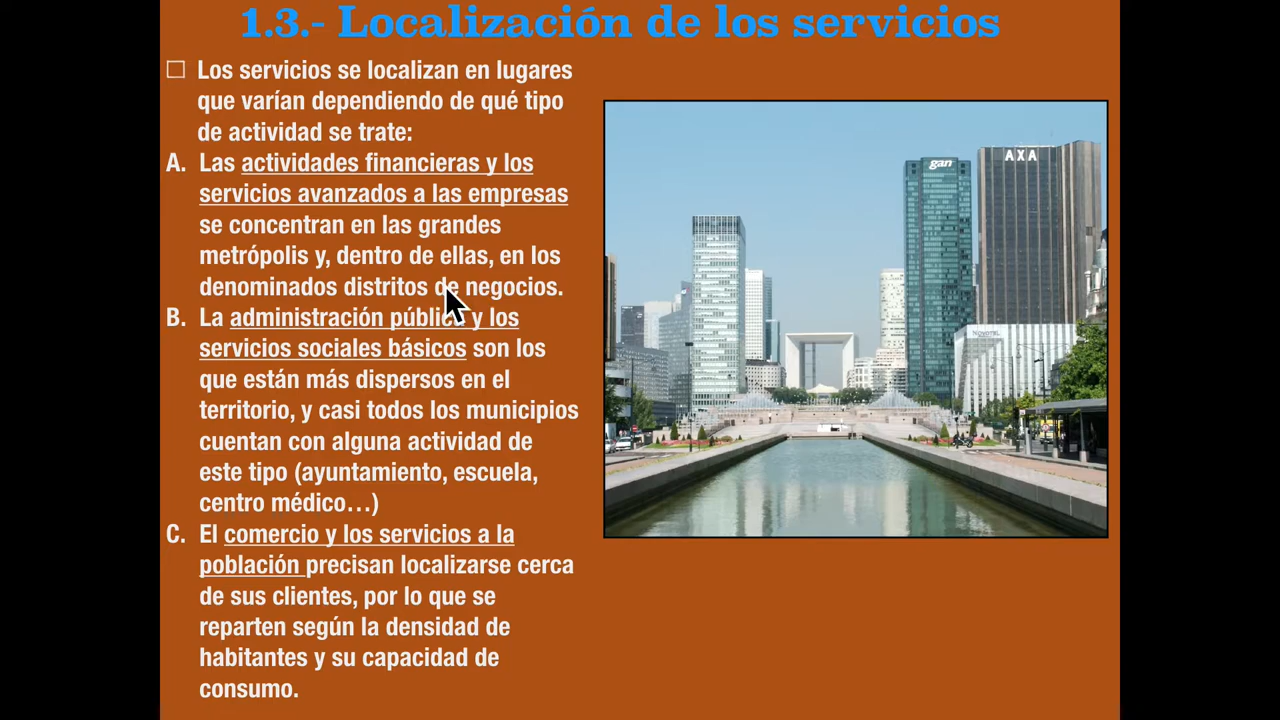 1.3.- Localización de los servicios
☐ Los servicios se localizan en lugares
que varían dependiendo de qué tipo
de actividad se trate:
A. Las actividades financieras y los
servicios avanzados a las empresas
se concentran en las grandes
metrópolis y, dentro de ellas, en los
denominados distritos de negocios.
B. La administración pública y los
servicios sociales básicos son los
que están más dispersos en el
territorio, y casi todos los municipios
cuentan con alguna actividad de
este tipo (ayuntamiento, escuela,
centro médico…)
C. El comercio y los servicios a la
población precisan localizarse cerca
de sus clientes, por lo que se
reparten según la densidad de
habitantes y su capacidad de
consumo.
gan
AXA
NOVOTEL